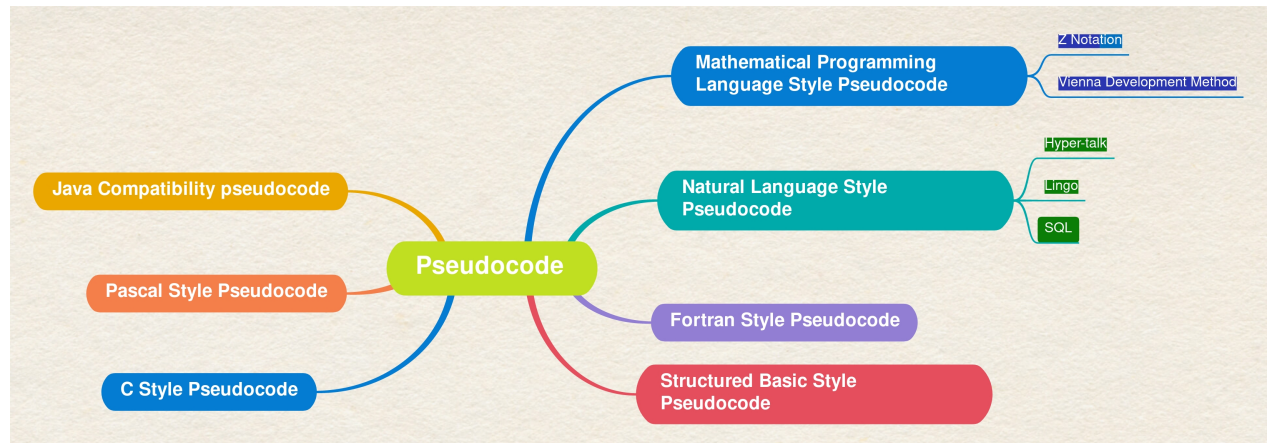 Mathematical Programming
Language Style Pseudocode
Z Notation
Vienna Development Method
Natural Language Style
Pseudocode
Hyper-talk
Lingo
SQL
Java Compatibility pseudocode
Pseudocode
Pascal Style Pseudocode
Fortran Style Pseudocode
C Style Pseudocode
Structured Basic Style
Pseudocode